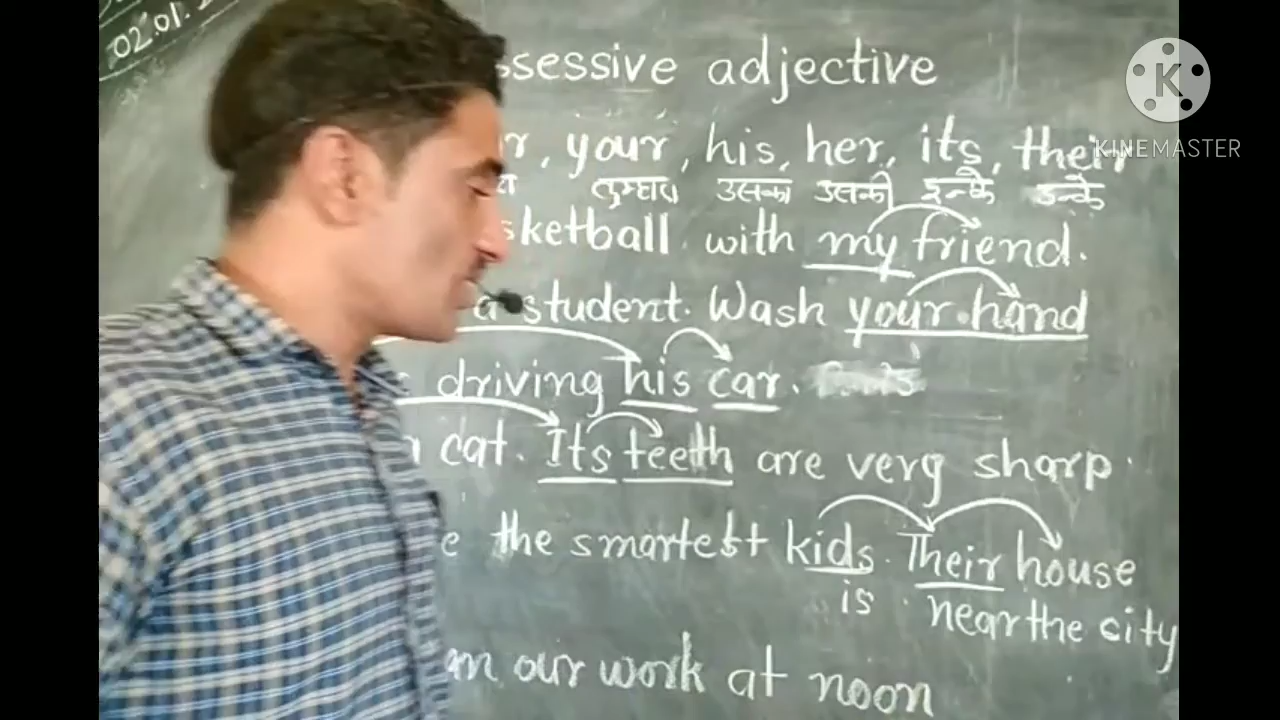 02.01.
ssessive adjective
r, your, his, her, its, their
तुम्हारा उसका उसकी इनके उनके
sketball with my friend.
a student. Wash your hand
driving his car.
cat. Its teeth are very sharp.
e the smartest kids. Their house
is near the city
om our work at noon
K
KINEMASTER